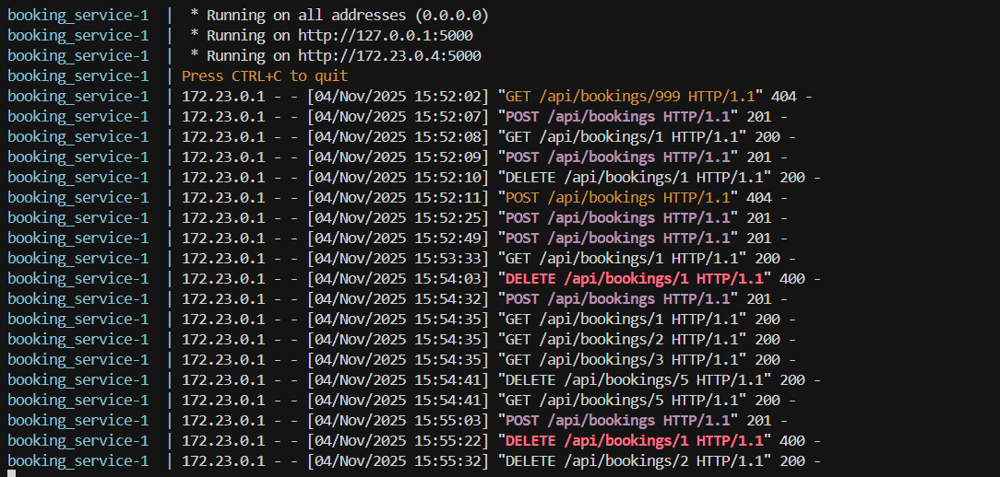 booking_service-1  |  * Running on all addresses (0.0.0.0)
booking_service-1  |  * Running on http://127.0.0.1:5000
booking_service-1  |  * Running on http://172.23.0.4:5000
booking_service-1  | Press CTRL+C to quit
booking_service-1  | 172.23.0.1 - - [04/Nov/2025 15:52:02] "GET /api/bookings/999 HTTP/1.1" 404 -
booking_service-1  | 172.23.0.1 - - [04/Nov/2025 15:52:07] "POST /api/bookings HTTP/1.1" 201 -
booking_service-1  | 172.23.0.1 - - [04/Nov/2025 15:52:08] "GET /api/bookings/1 HTTP/1.1" 200 -
booking_service-1  | 172.23.0.1 - - [04/Nov/2025 15:52:09] "POST /api/bookings HTTP/1.1" 201 -
booking_service-1  | 172.23.0.1 - - [04/Nov/2025 15:52:10] "DELETE /api/bookings/1 HTTP/1.1" 200 -
booking_service-1  | 172.23.0.1 - - [04/Nov/2025 15:52:11] "POST /api/bookings HTTP/1.1" 404 -
booking_service-1  | 172.23.0.1 - - [04/Nov/2025 15:52:25] "POST /api/bookings HTTP/1.1" 201 -
booking_service-1  | 172.23.0.1 - - [04/Nov/2025 15:52:49] "POST /api/bookings HTTP/1.1" 201 -
booking_service-1  | 172.23.0.1 - - [04/Nov/2025 15:53:33] "GET /api/bookings/1 HTTP/1.1" 200 -
booking_service-1  | 172.23.0.1 - - [04/Nov/2025 15:54:03] "DELETE /api/bookings/1 HTTP/1.1" 400 -
booking_service-1  | 172.23.0.1 - - [04/Nov/2025 15:54:32] "POST /api/bookings HTTP/1.1" 201 -
booking_service-1  | 172.23.0.1 - - [04/Nov/2025 15:54:35] "GET /api/bookings/1 HTTP/1.1" 200 -
booking_service-1  | 172.23.0.1 - - [04/Nov/2025 15:54:35] "GET /api/bookings/2 HTTP/1.1" 200 -
booking_service-1  | 172.23.0.1 - - [04/Nov/2025 15:54:35] "GET /api/bookings/3 HTTP/1.1" 200 -
booking_service-1  | 172.23.0.1 - - [04/Nov/2025 15:54:41] "DELETE /api/bookings/5 HTTP/1.1" 200 -
booking_service-1  | 172.23.0.1 - - [04/Nov/2025 15:54:41] "GET /api/bookings/5 HTTP/1.1" 200 -
booking_service-1  | 172.23.0.1 - - [04/Nov/2025 15:55:03] "POST /api/bookings HTTP/1.1" 201 -
booking_service-1  | 172.23.0.1 - - [04/Nov/2025 15:55:22] "DELETE /api/bookings/1 HTTP/1.1" 400 -
booking_service-1  | 172.23.0.1 - - [04/Nov/2025 15:55:32] "DELETE /api/bookings/2 HTTP/1.1" 200 -